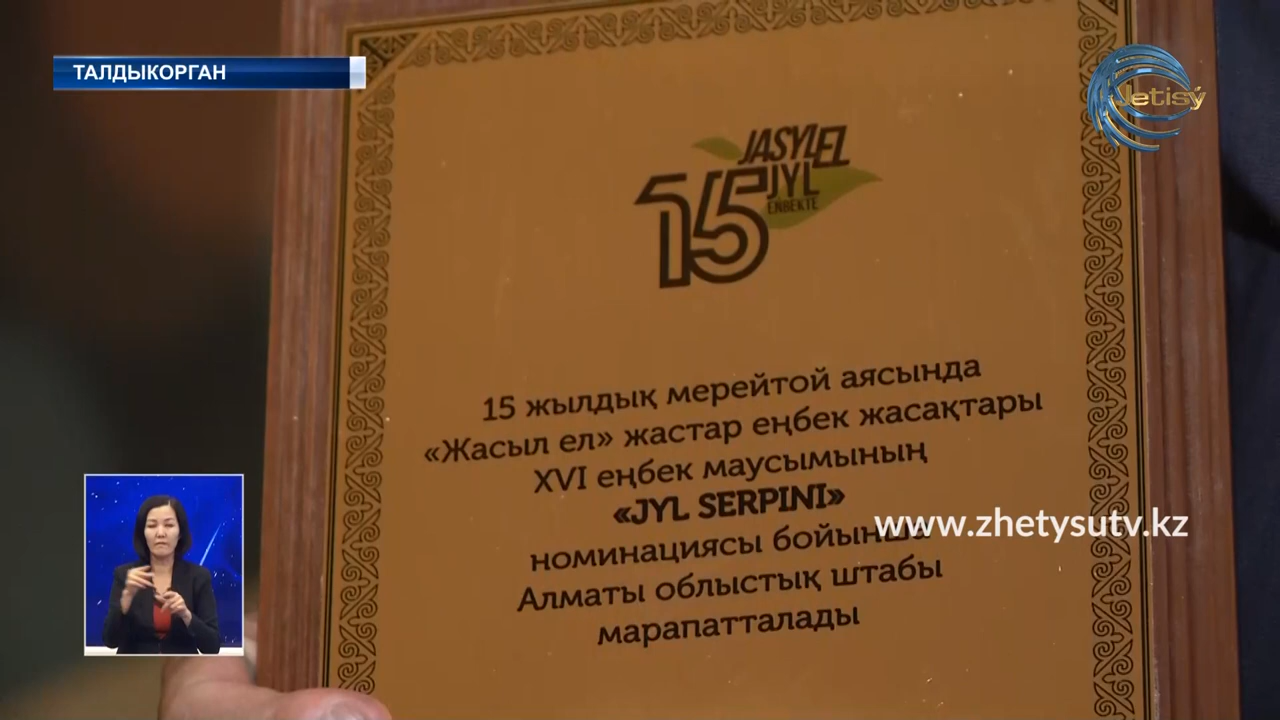 ТАЛДЫКОРГАН
Jetisý
JASYL EL
15 JYL
EŃBEKTE
15 жылдық мерейтой аясында
«Жасыл ел» жастар еңбек жасақтары
XVI еңбек маусымының
«JYL SERPINI»
www.zhetysutv.kz
номинациясы бойынша
Алматы облыстық штабы
марапатталады